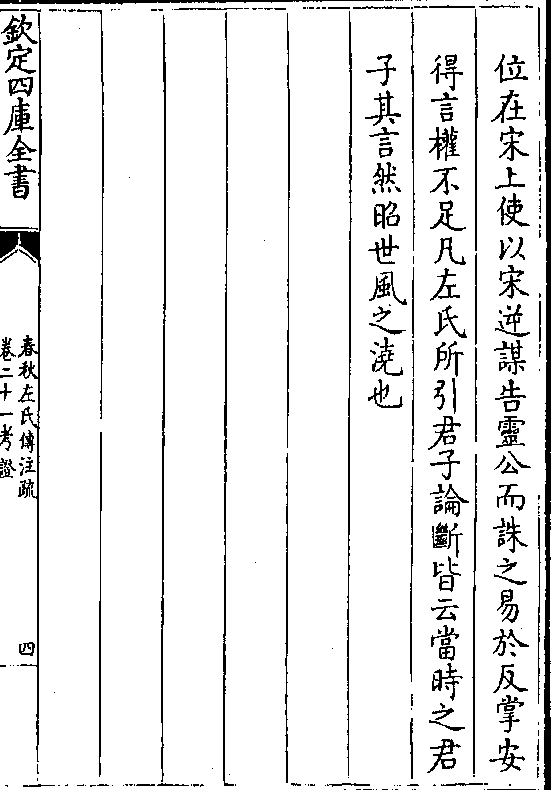 位在宋上使以宋逆謀告靈公而誅之易於反掌安
得言權不足凡左氏所引君子論斷皆云當時之君
子其言然昭世風之澆也
欽定四庫全書
春秋左氏傳注疏
卷二十一考證
四